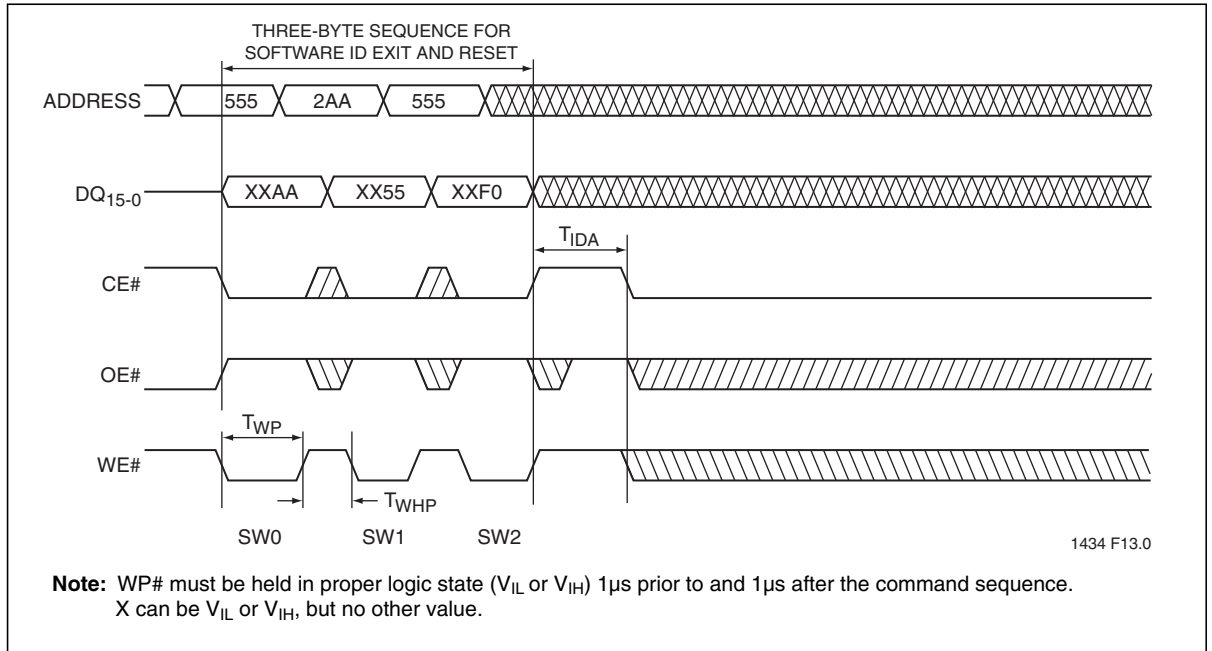 THREE-BYTE SEQUENCE FOR
SOFTWARE ID EXIT AND RESET
ADDRESS 555 2AA 555
DQ15-0 XXAA XX55 XXF0
TIDA
CE#
OE#
TWP
WE#
TWHP
SW0 SW1 SW2
1434 F13.0
Note: WP# must be held in proper logic state (VIL or VIH) 1µs prior to and 1µs after the command sequence.
X can be VIL or VIH, but no other value.